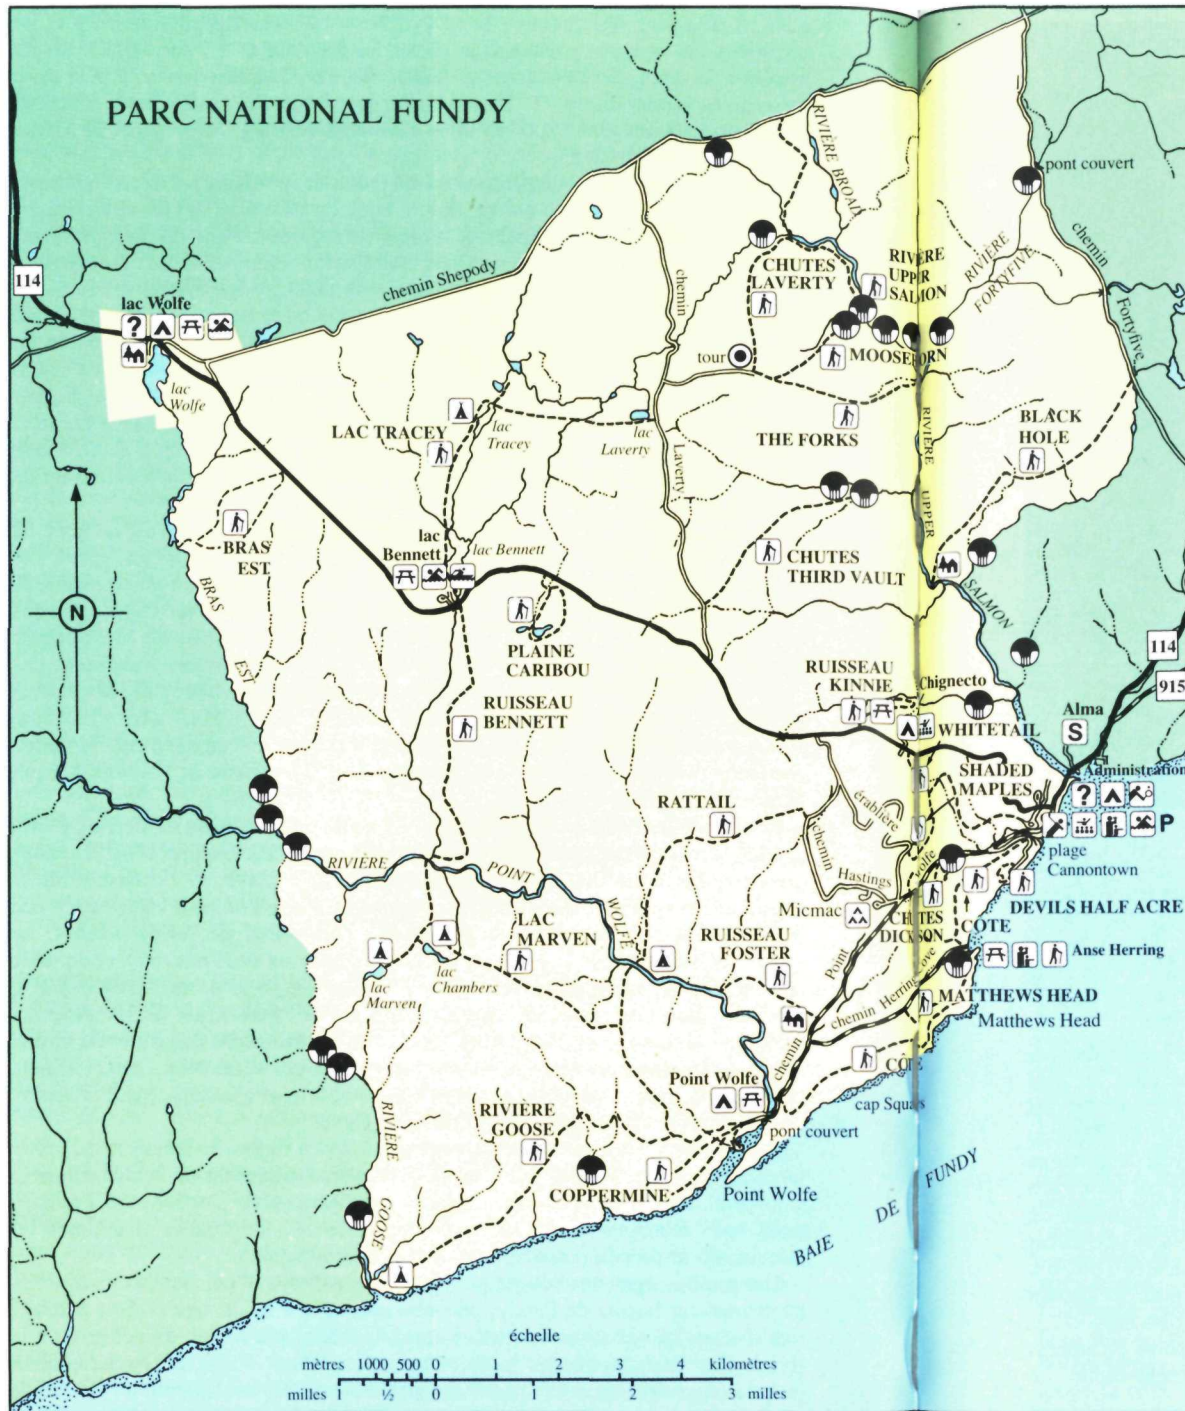 PARC NATIONAL FUNDY
114
lac Wolfe
?
lac
Wolfe
chemin Shepody
RIVIÈRE BROAD
pont couvert
chemin
Fortyfive
RIVIÈRE
FORTYFIVE
CHUTES
LAVERTY
RIVIÈRE
UPPER
SALMON
chemin
Laverty
tour
MOOSEHORN
LAC TRACEY
lac
Tracey
lac
Laverty
THE FORKS
BLACK
HOLE
RIVIÈRE
UPPER
SALMON
BRAS
EST
BRAS
EST
lac
Bennett
lac Bennett
CHUTES
THIRD VAULT
N
PLAINE
CARIBOU
RUISSEAU
BENNETT
RUISSEAU
KINNIE
Chignecto
WHITETAIL
114
915
Alma
S
SHADED
MAPLES
Administration
?
P
RATTAIL
érablière
chemin
Hastings
plage
Cannontown
RIVIÈRE
POINT
WOLFE
Micmac
DEVILS HALF ACRE
CHUTES
DICKSON
COTE
LAC
MARVEN
RUISSEAU
FOSTER
chemin
Point
Wolfe
lac
Marven
lac
Chambers
Anse Herring
chemin Herring Cove
MATTHEWS HEAD
Matthews Head
COTE
cap Squaws
Point Wolfe
pont couvert
RIVIÈRE
GOOSE
RIVIÈRE
GOOSE
COPPERMINE
Point Wolfe
BAIE DE FUNDY
échelle
mètres 1000 500 0 1 2 3 4 kilomètres
milles 1 ½ 0 1 2 3 milles